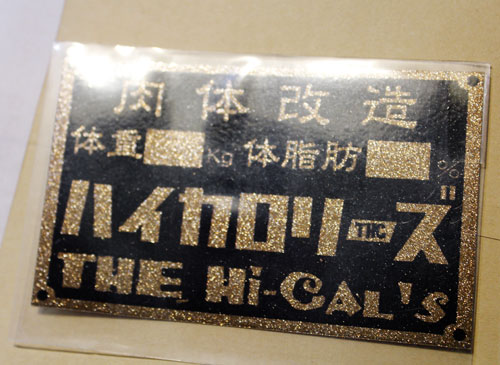 肉体改造
体重 Kg 体脂肪 %
ハイカロリーズ
THC
THE Hi-CAL's